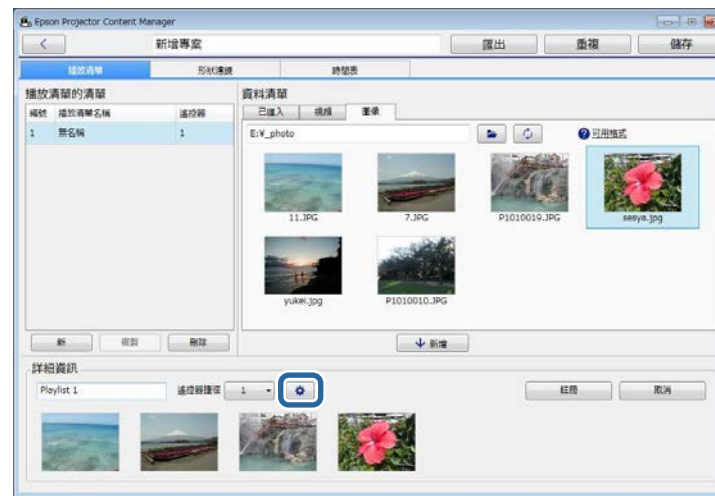 Epson Projector Content Manager
新增專案
匯出
重複
儲存
播放清單
形狀濾鏡
時間表
播放清單的清單
編號 播放清單名稱 遙控器
1 無名稱 1
新
複製
刪除
資料清單
已匯入
視頻
圖像
E:¥_photo
可用格式
11.JPG
7.JPG
P1010019.JPG
sesya.jpg
yukei.jpg
P1010010.JPG
新增
詳細資訊
Playlist 1
遙控器捷徑
1
註冊
取消